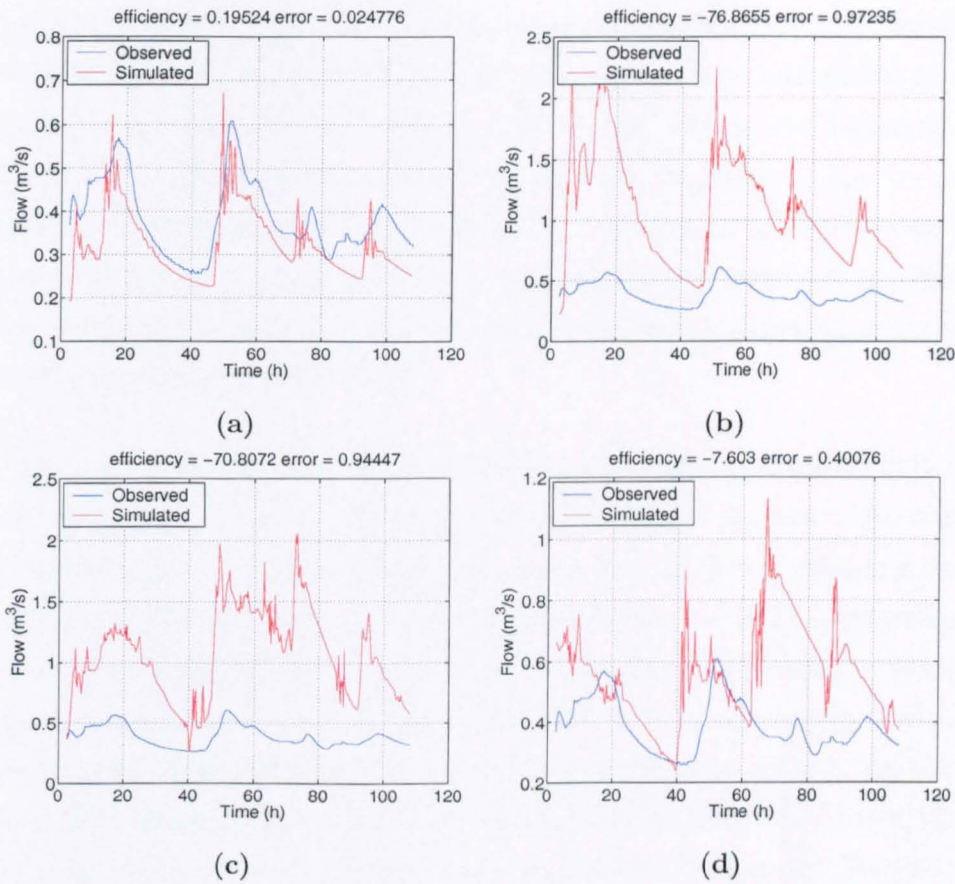 efficiency = 0.19524 error = 0.024776
0.8
0.7
0.6
0.5
0.4
0.3
0.2
0.1
Flow (m³/s)
Observed
Simulated
0 20 40 60 80 100 120
Time (h)
(a)
efficiency = −76.8655 error = 0.97235
2.5
2
1.5
1
0.5
0
Flow (m³/s)
Observed
Simulated
0 20 40 60 80 100 120
Time (h)
(b)
efficiency = −70.8072 error = 0.94447
2.5
2
1.5
1
0.5
0
Flow (m³/s)
Observed
Simulated
0 20 40 60 80 100 120
Time (h)
(c)
efficiency = −7.603 error = 0.40076
1.2
1
0.8
0.6
0.4
0.2
Flow (m³/s)
Observed
Simulated
0 20 40 60 80 100 120
Time (h)
(d)